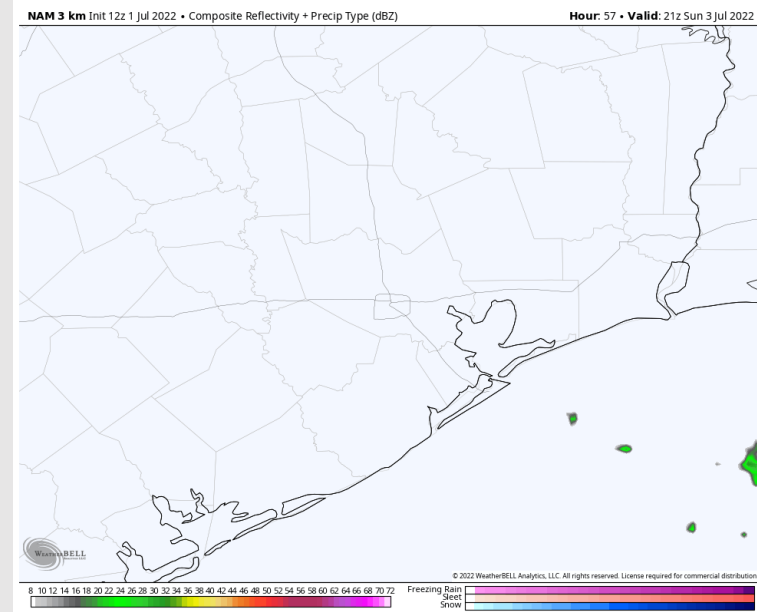 NAM 3 km Init 12z 1 Jul 2022 • Composite Reflectivity + Precip Type (dBZ) Hour: 57 • Valid: 21z Sun 3 Jul 2022
WEATHERBELL
© 2022 WeatherBELL Analytics, LLC. All rights reserved. License required for commercial distribution
8 10 12 14 16 18 20 22 24 26 28 30 32 34 36 38 40 42 44 46 48 50 52 54 56 58 60 62 64 66 68 70 72
Freezing Rain
Sleet
Snow